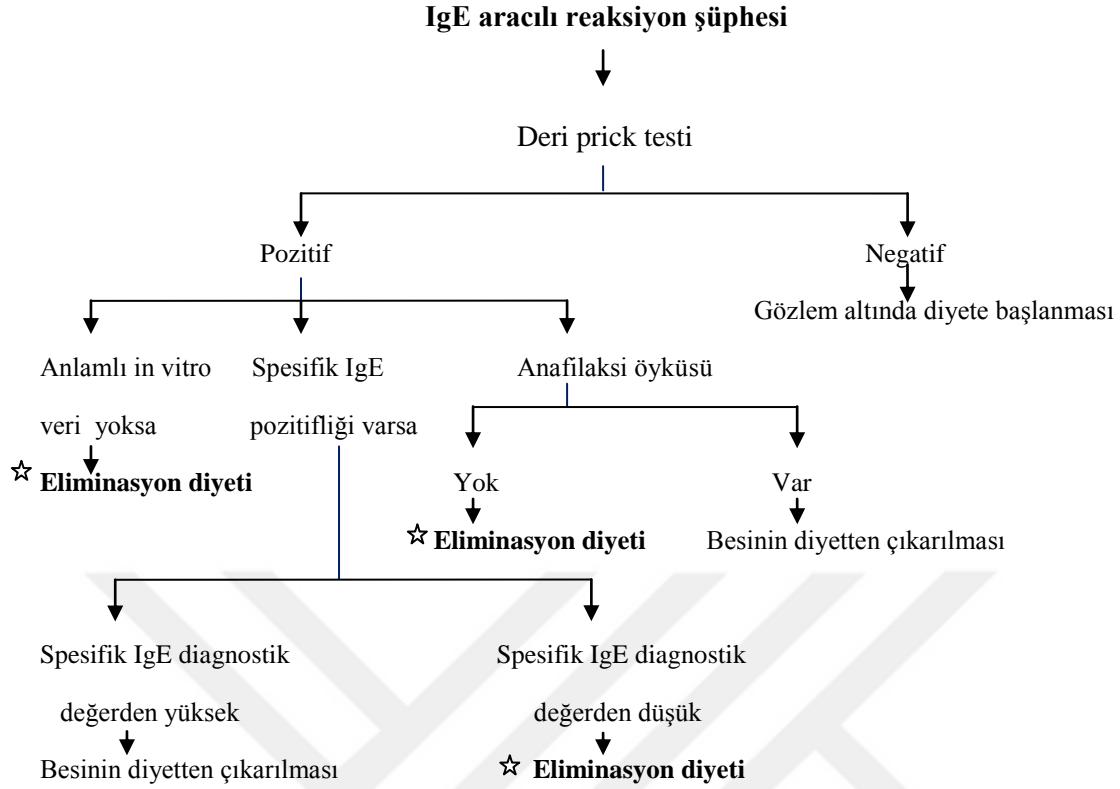 IgE aracılı reaksiyon şüphesi
Deri prick testi
Pozitif
Negatif
Gözlem altında diyete başlanması
Anlamlı in vitro
veri yoksa
Spesifik IgE
pozitifliği varsa
Anafilaksi öyküsü
☆ Eliminasyon diyeti
Yok
Var
☆ Eliminasyon diyeti
Besinin diyetten çıkarılması
Spesifik IgE diagnostik
değerden yüksek
Besinin diyetten çıkarılması
Spesifik IgE diagnostik
değerden düşük
☆ Eliminasyon diyeti